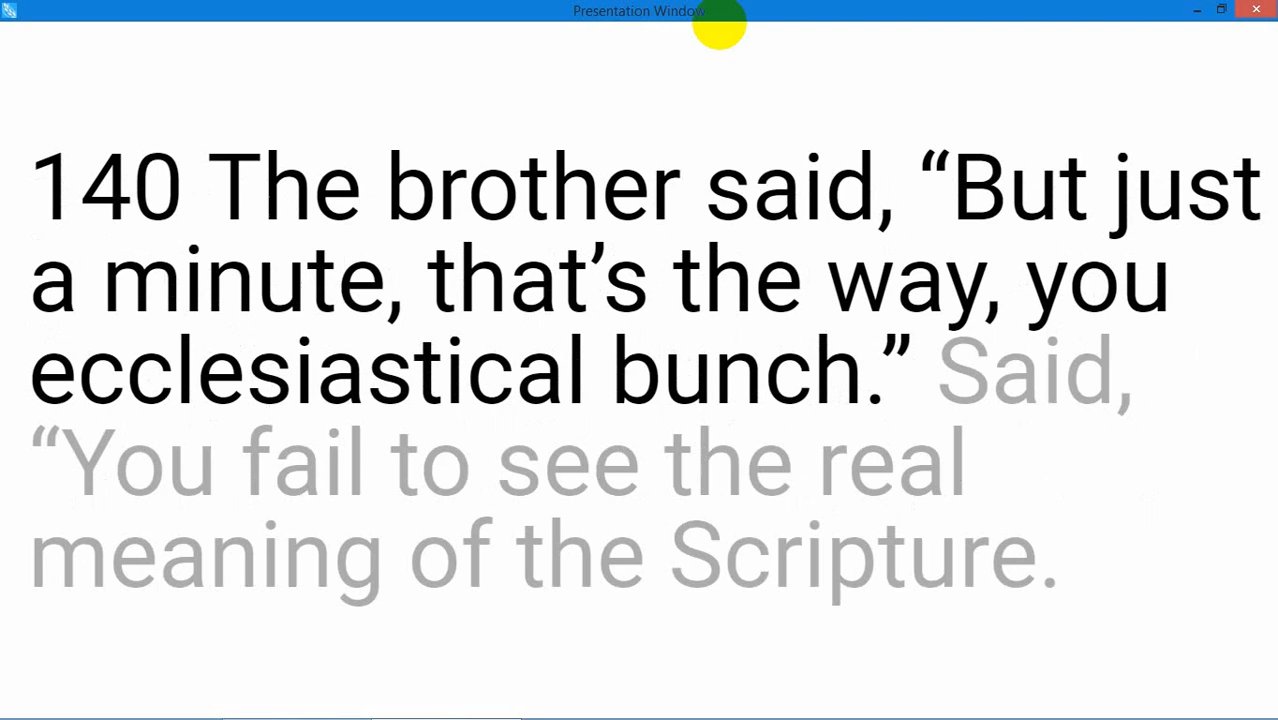 Presentation Window
140 The brother said, “But just
a minute, that’s the way, you
ecclesiastical bunch.” Said,
“You fail to see the real
meaning of the Scripture.